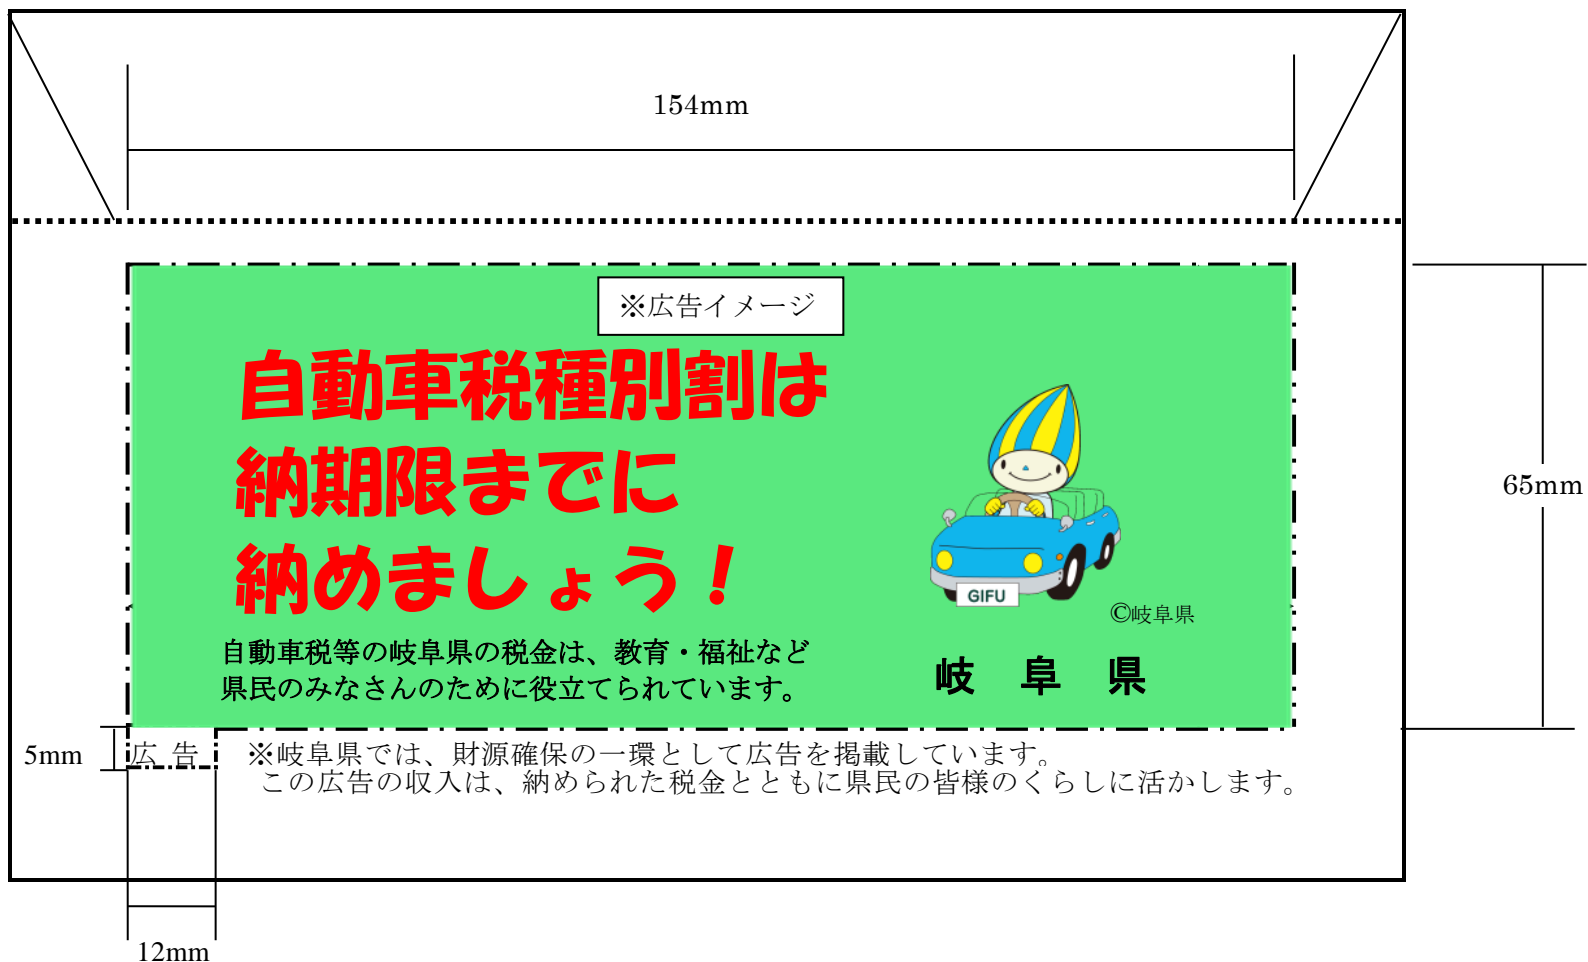 154mm
※広告イメージ
自動車税種別割は
納期限までに
納めましょう！
65mm
GIFU
©岐阜県
自動車税等の岐阜県の税金は、教育・福祉など
県民のみなさんのために役立てられています。
岐　阜　県
5mm
広 告
※岐阜県では、財源確保の一環として広告を掲載しています。
この広告の収入は、納められた税金とともに県民の皆様のくらしに活かします。
12mm